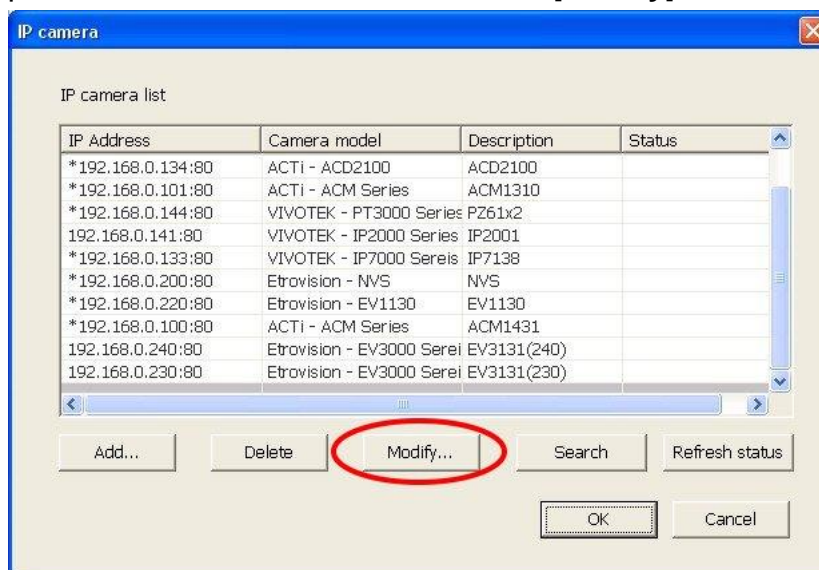 IP camera
IP camera list
IP Address Camera model Description Status
*192.168.0.134:80 ACTi - ACD2100 ACD2100
*192.168.0.101:80 ACTi - ACM Series ACM1310
*192.168.0.144:80 VIVOTEK - PT3000 Series PZ61x2
192.168.0.141:80 VIVOTEK - IP2000 Series IP2001
*192.168.0.133:80 VIVOTEK - IP7000 Sereis IP7138
*192.168.0.200:80 Etrovision - NVS NVS
*192.168.0.220:80 Etrovision - EV1130 EV1130
*192.168.0.100:80 ACTi - ACM Series ACM1431
192.168.0.240:80 Etrovision - EV3000 Serei EV3131(240)
192.168.0.230:80 Etrovision - EV3000 Serei EV3131(230)
Add... Delete Modify... Search Refresh status
OK Cancel